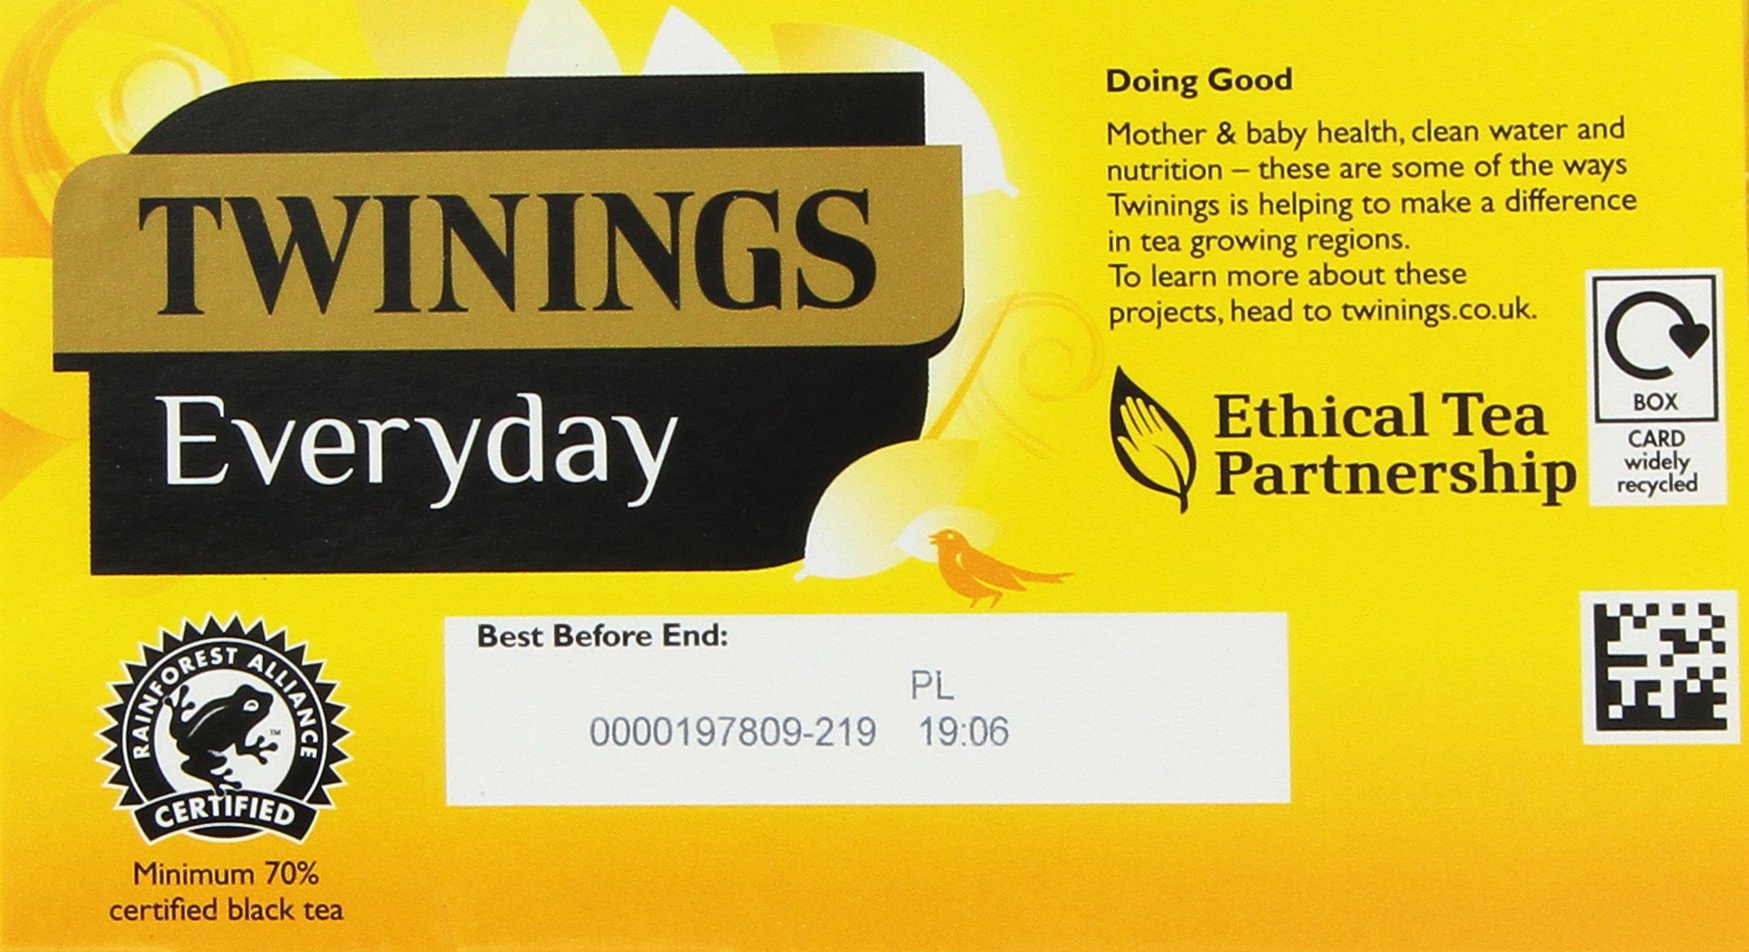 TWININGS
Everyday
Doing Good
Mother & baby health, clean water and
nutrition – these are some of the ways
Twinings is helping to make a difference
in tea growing regions.
To learn more about these
projects, head to twinings.co.uk.
Ethical Tea
Partnership
BOX
CARD
widely
recycled
RAINFOREST ALLIANCE
TM
CERTIFIED
Minimum 70%
certified black tea
Best Before End:
PL
0000197809-219 19:06